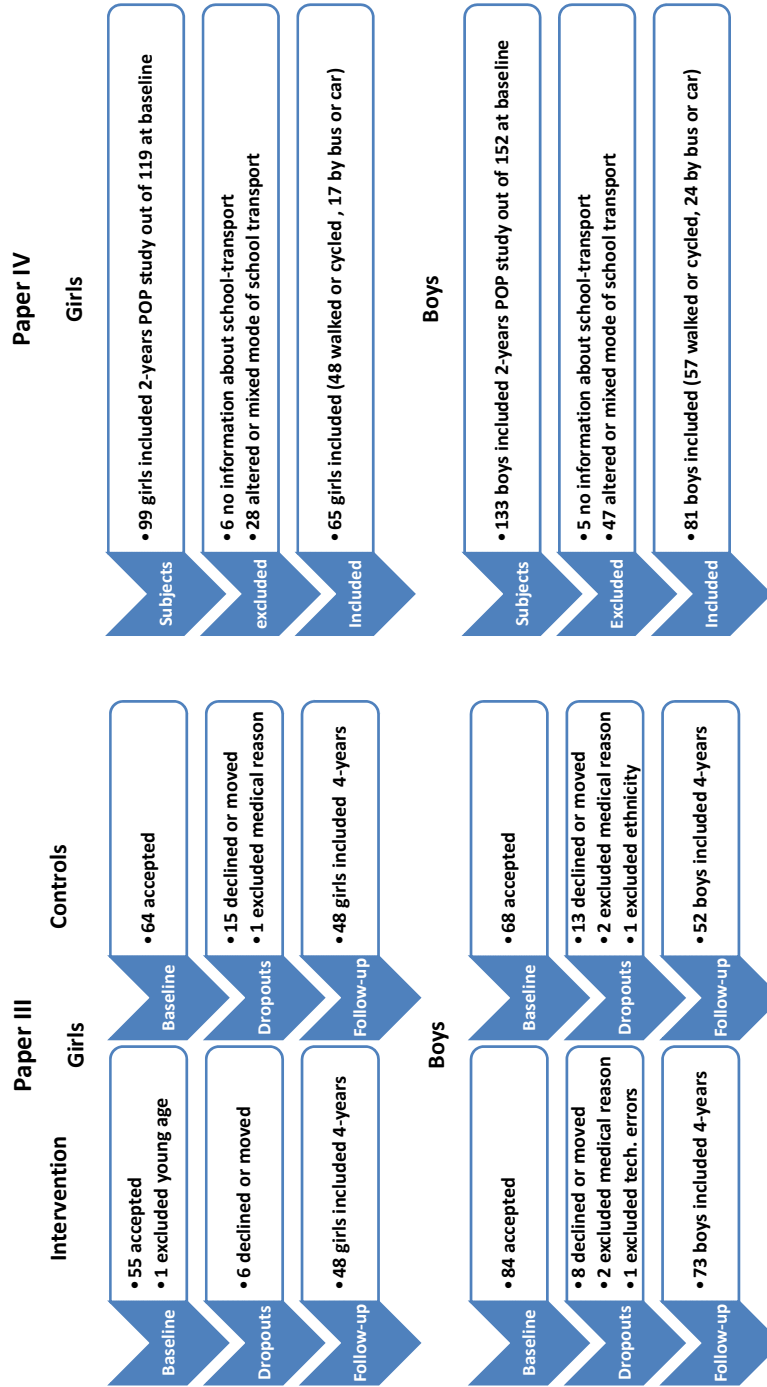 Paper III
Intervention
Controls
Girls
Baseline
• 55 accepted
• 1 excluded young age
Dropouts
• 6 declined or moved
Follow-up
• 48 girls included 4-years
Baseline
• 64 accepted
Dropouts
• 15 declined or moved
• 1 excluded medical reason
Follow-up
• 48 girls included  4-years
Boys
Baseline
• 84 accepted
Dropouts
• 8 declined or moved
• 2 excluded medical reason
• 1 excluded tech. errors
Follow-up
• 73 boys included 4-years
Baseline
• 68 accepted
Dropouts
• 13 declined or moved
• 2 excluded medical reason
• 1 excluded ethnicity
Follow-up
• 52 boys included 4-years
Paper IV
Girls
Subjects
• 99 girls included 2-years POP study out of 119 at baseline
excluded
• 6 no information about school-transport
• 28 altered or mixed mode of school transport
Included
• 65 girls included (48 walked or cycled , 17 by bus or car)
Boys
Subjects
• 133 boys included 2-years POP study out of 152 at baseline
Excluded
• 5 no information about school-transport
• 47 altered or mixed mode of school transport
Included
• 81 boys included (57 walked or cycled, 24 by bus or car)